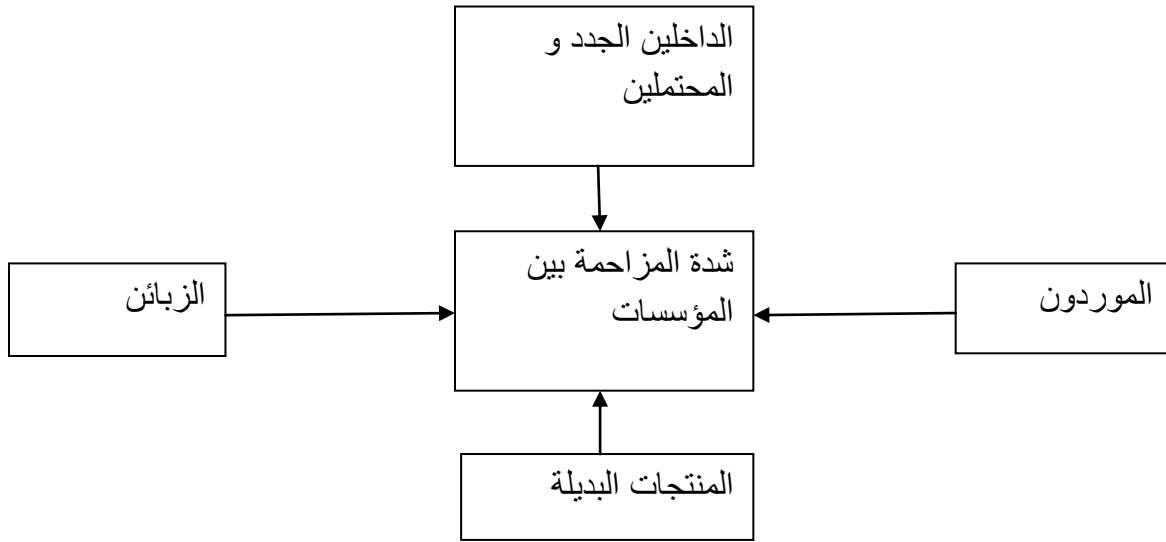 الداخلين الجدد و
المحتملين
شدة المزاحمة بين
المؤسسات
الموردون
الزبائن
المنتجات البديلة